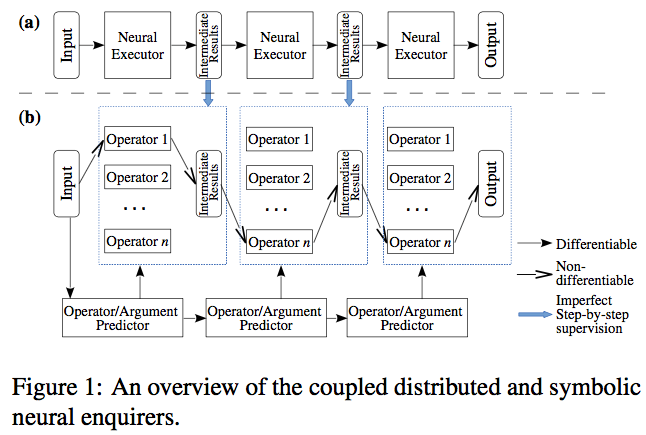 (a)
Input
Neural
Executor
Intermediate
Results
Neural
Executor
Intermediate
Results
Neural
Executor
Output
(b)
Input
Operator 1
Operator 2
...
Operator n
Intermediate
Results
Operator 1
Operator 2
...
Operator n
Intermediate
Results
Operator 1
Operator 2
...
Operator n
Output
Operator/Argument
Predictor
Operator/Argument
Predictor
Operator/Argument
Predictor
Differentiable
Non-
differentiable
Imperfect
Step-by-step
supervision
Figure 1: An overview of the coupled distributed and symbolic
neural enquirers.